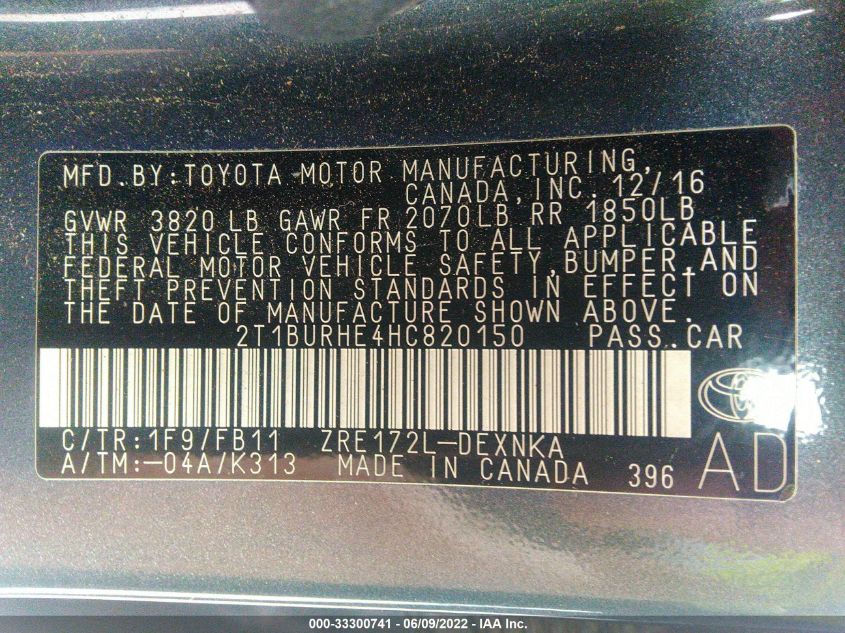 MFD.BY:TOYOTA MOTOR MANUFACTURING,
CANADA,INC. 12/16
GVWR 3820 LB GAWR FR 2070LB RR 1850LB
THIS VEHICLE CONFORMS TO ALL APPLICABLE
FEDERAL MOTOR VEHICLE SAFETY,BUMPER,AND
THEFT PREVENTION STANDARDS IN EFFECT ON
THE DATE OF MANUFACTURE SHOWN ABOVE.
2T1BURHE4HC820150 PASS.CAR
C/TR:1F9/FB11 ZRE172L-DEXNKA
A/TM:-04A/K313 MADE IN CANADA 396 AD
000-33300741 - 06/09/2022 - IAA Inc.